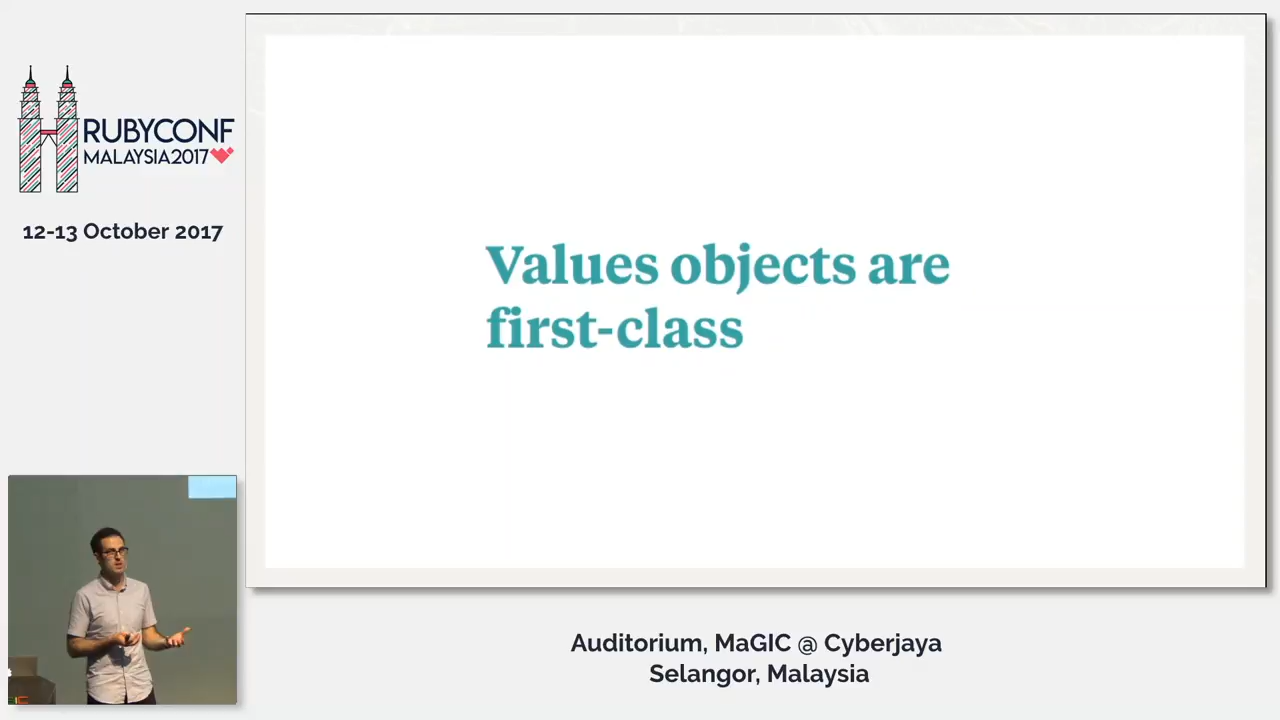 RUBYCONF
MALAYSIA2017
12-13 October 2017
Values objects are
first-class
Auditorium, MaGIC @ Cyberjaya
Selangor, Malaysia